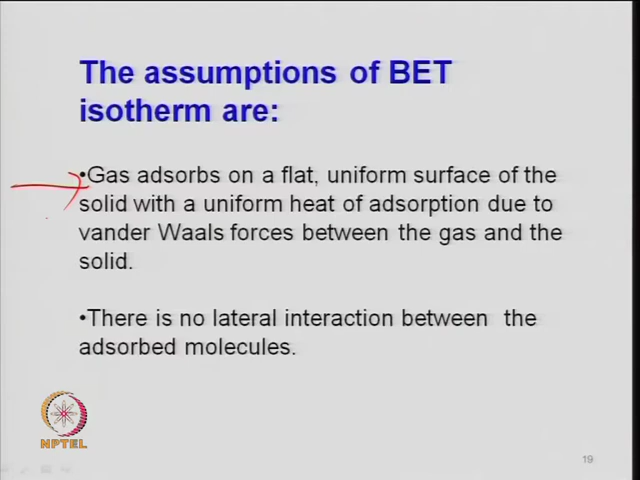 The assumptions of BET
isotherm are:
•Gas adsorbs on a flat, uniform surface of the
solid with a uniform heat of adsorption due to
vander Waals forces between the gas and the
solid.
•There is no lateral interaction between the
adsorbed molecules.
NPTEL
19